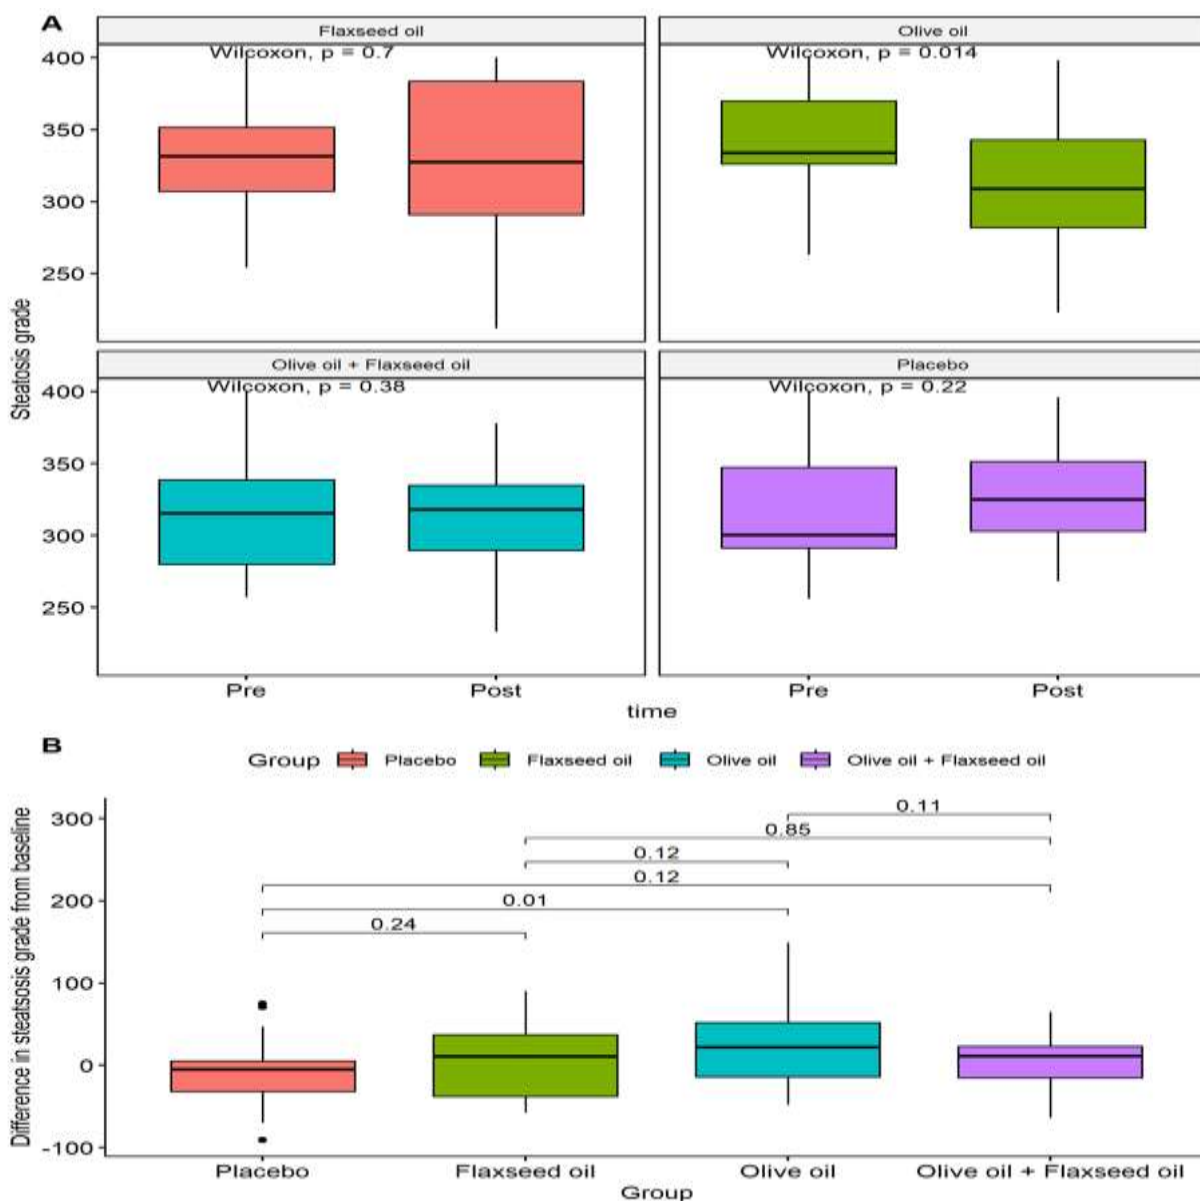 A
Flaxseed oil
Olive oil
Wilcoxon, p = 0.7
Wilcoxon, p = 0.014
400
350
300
250
Steatosis grade
Olive oil + Flaxseed oil
Placebo
Wilcoxon, p = 0.38
Wilcoxon, p = 0.22
400
350
300
250
Pre
Post
Pre
Post
time
B
Group Placebo Flaxseed oil Olive oil Olive oil + Flaxseed oil
Difference in steatsosis grade from baseline
300
200
100
0
-100
0.11
0.85
0.12
0.12
0.01
0.24
Placebo
Flaxseed oil
Olive oil
Olive oil + Flaxseed oil
Group